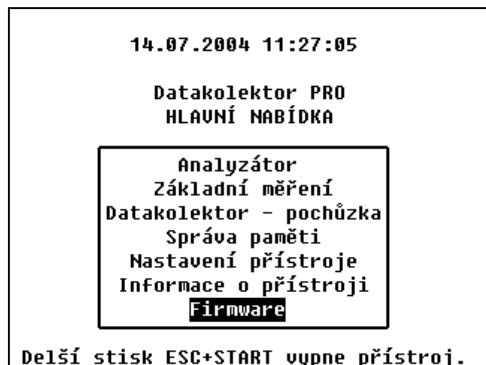 14.07.2004 11:27:05
Datakolektor PRO
HLAVNÍ NABÍDKA
Analyzátor
Základní měření
Datakolektor - pochůzka
Správa paměti
Nastavení přístroje
Informace o přístroji
Firmware
Delší stisk ESC+START vypne přístroj.